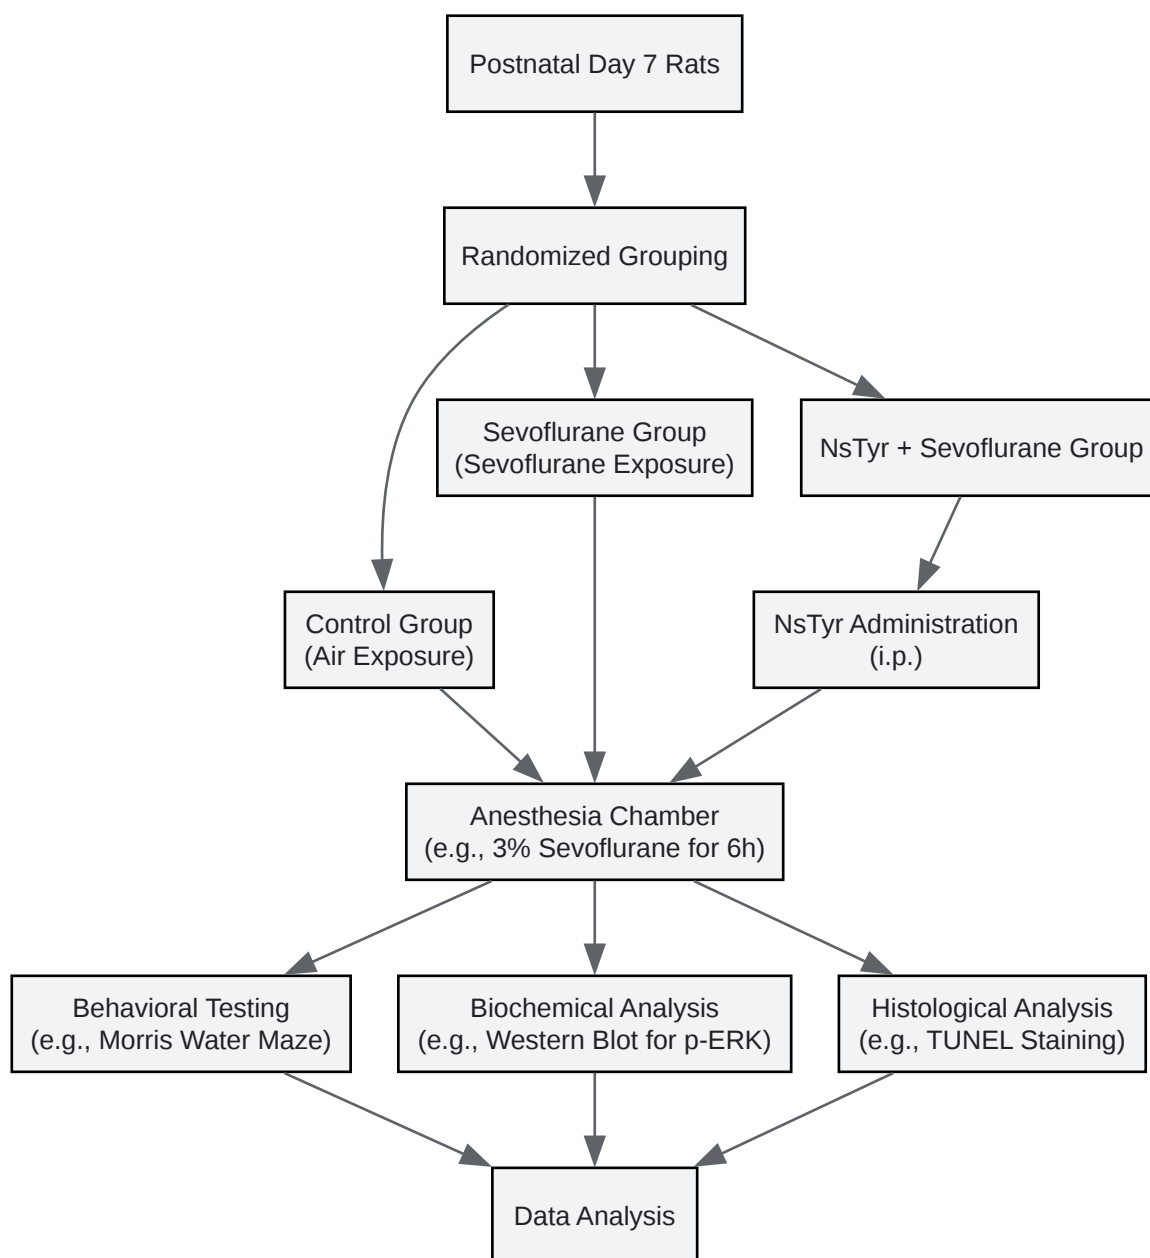 Postnatal Day 7 Rats
Randomized Grouping
Sevoflurane Group
(Sevoflurane Exposure)
NsTyr + Sevoflurane Group
Control Group
(Air Exposure)
NsTyr Administration
(i.p.)
Anesthesia Chamber
(e.g., 3% Sevoflurane for 6h)
Behavioral Testing
(e.g., Morris Water Maze)
Biochemical Analysis
(e.g., Western Blot for p-ERK)
Histological Analysis
(e.g., TUNEL Staining)
Data Analysis